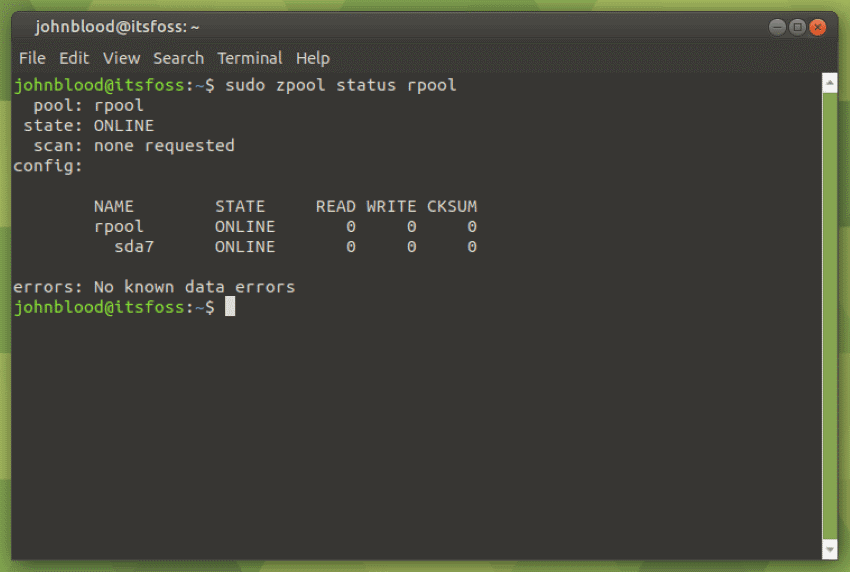 johnblood@itsfoss: ~
File Edit View Search Terminal Help
johnblood@itsfoss:~$ sudo zpool status rpool
  pool: rpool
 state: ONLINE
  scan: none requested
config:

        NAME        STATE     READ WRITE CKSUM
        rpool       ONLINE       0     0     0
          sda7      ONLINE       0     0     0

errors: No known data errors
johnblood@itsfoss:~$